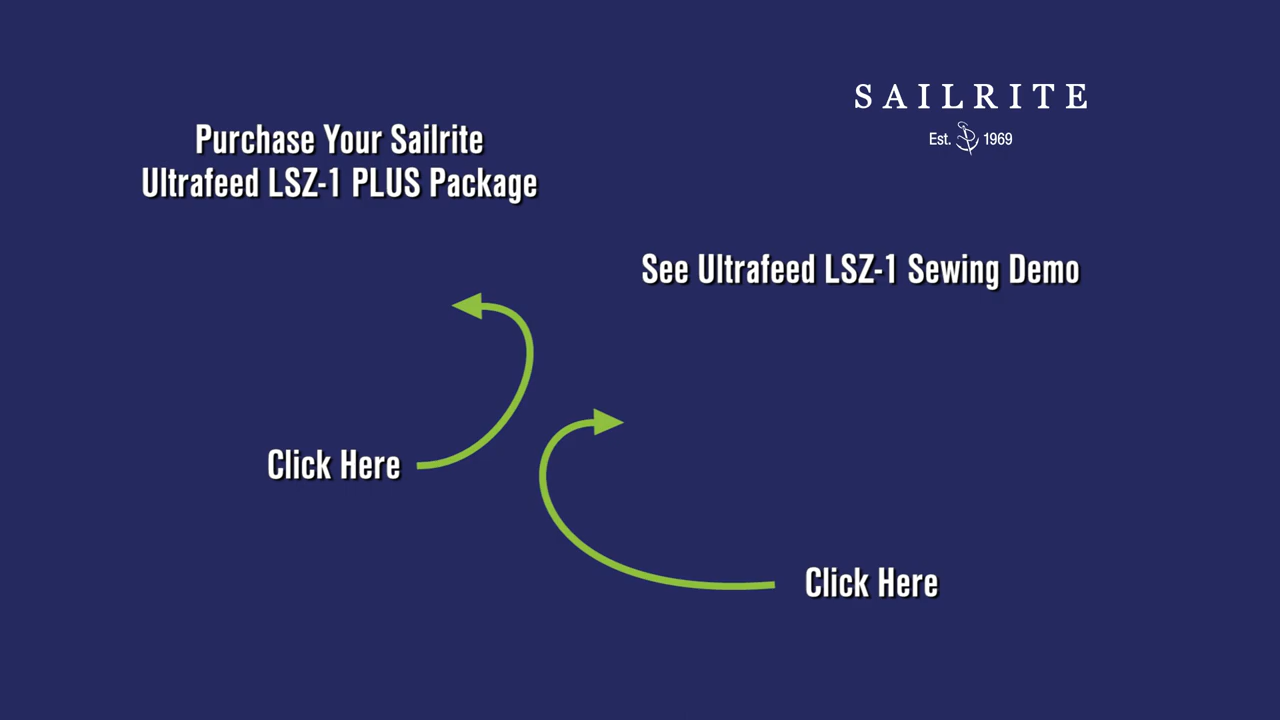 SAILRITE
Est. 1969
Purchase Your Sailrite
Ultrafeed LSZ-1 PLUS Package
See Ultrafeed LSZ-1 Sewing Demo
Click Here
Click Here